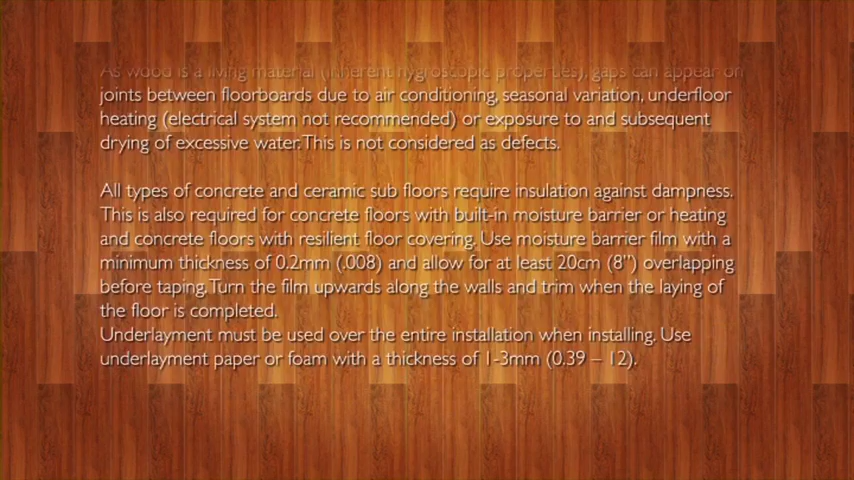 As wood is a living material (inherent hygroscopic properties), gaps can appear on
joints between floorboards due to air conditioning, seasonal variation, underfloor
heating (electrical system not recommended) or exposure to and subsequent
drying of excessive water. This is not considered as defects.
All types of concrete and ceramic sub floors require insulation against dampness.
This is also required for concrete floors with built-in moisture barrier or heating
and concrete floors with resilient floor covering. Use moisture barrier film with a
minimum thickness of 0.2mm (.008) and allow for at least 20cm (8") overlapping
before taping. Turn the film upwards along the walls and trim when the laying of
the floor is completed.
Underlayment must be used over the entire installation when installing. Use
underlayment paper or foam with a thickness of 1-3mm (0.39 – 12).